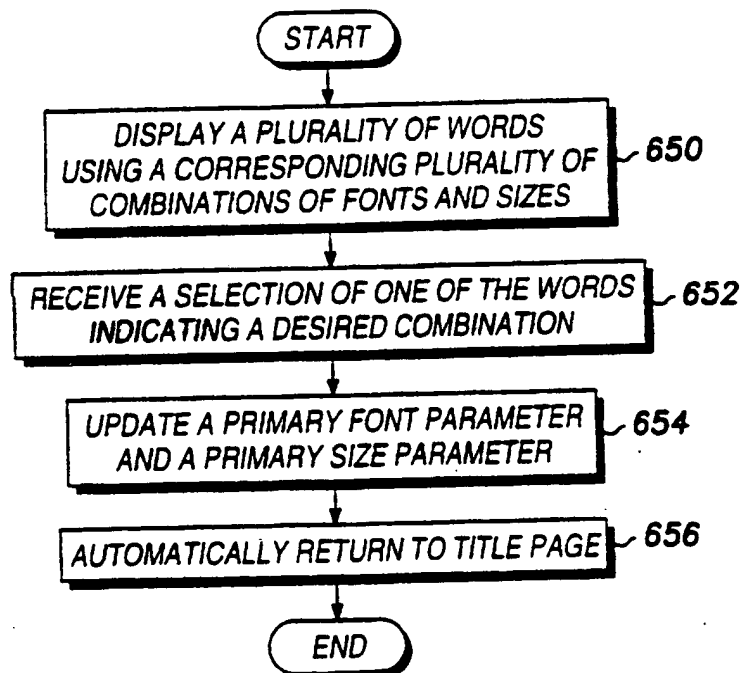 START
DISPLAY A PLURALITY OF WORDS
USING A CORRESPONDING PLURALITY OF
COMBINATIONS OF FONTS AND SIZES
650
RECEIVE A SELECTION OF ONE OF THE WORDS
INDICATING A DESIRED COMBINATION
652
UPDATE A PRIMARY FONT PARAMETER
AND A PRIMARY SIZE PARAMETER
654
AUTOMATICALLY RETURN TO TITLE PAGE
656
END